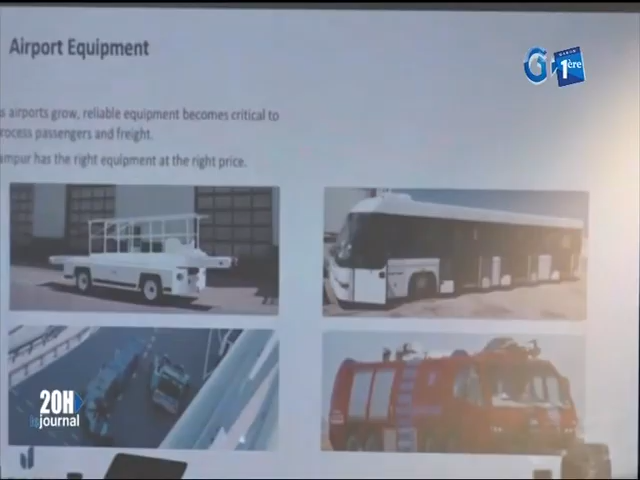 Airport Equipment
G 1ère
s airports grow, reliable equipment becomes critical to
rocess passengers and freight.
ampur has the right equipment at the right price.
20H
le journal